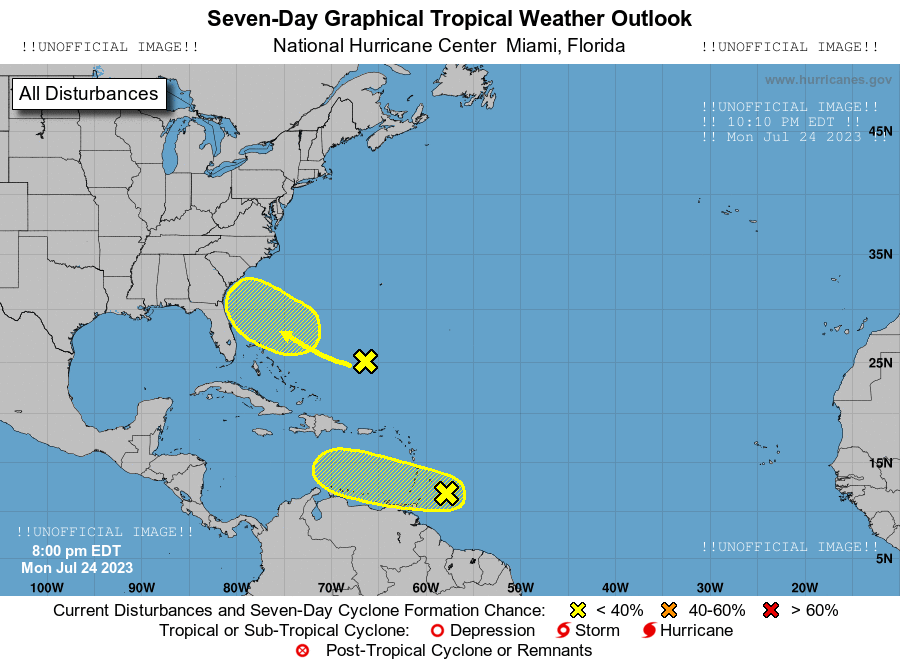 Seven-Day Graphical Tropical Weather Outlook
!!UNOFFICIAL IMAGE!! National Hurricane Center Miami, Florida !!UNOFFICIAL IMAGE!!
www.hurricanes.gov
All Disturbances
!!UNOFFICIAL IMAGE!!
!! 10:10 PM EDT !!
!! Mon Jul 24 2023 !!
45N
35N
25N
15N
!!UNOFFICIAL IMAGE!!
8:00 pm EDT
Mon Jul 24 2023
!!UNOFFICIAL IMAGE!!
5N
100W 90W 80W 70W 60W 50W 40W 30W 20W
Current Disturbances and Seven-Day Cyclone Formation Chance: < 40% 40-60% > 60%
Tropical or Sub-Tropical Cyclone: Depression Storm Hurricane
Post-Tropical Cyclone or Remnants